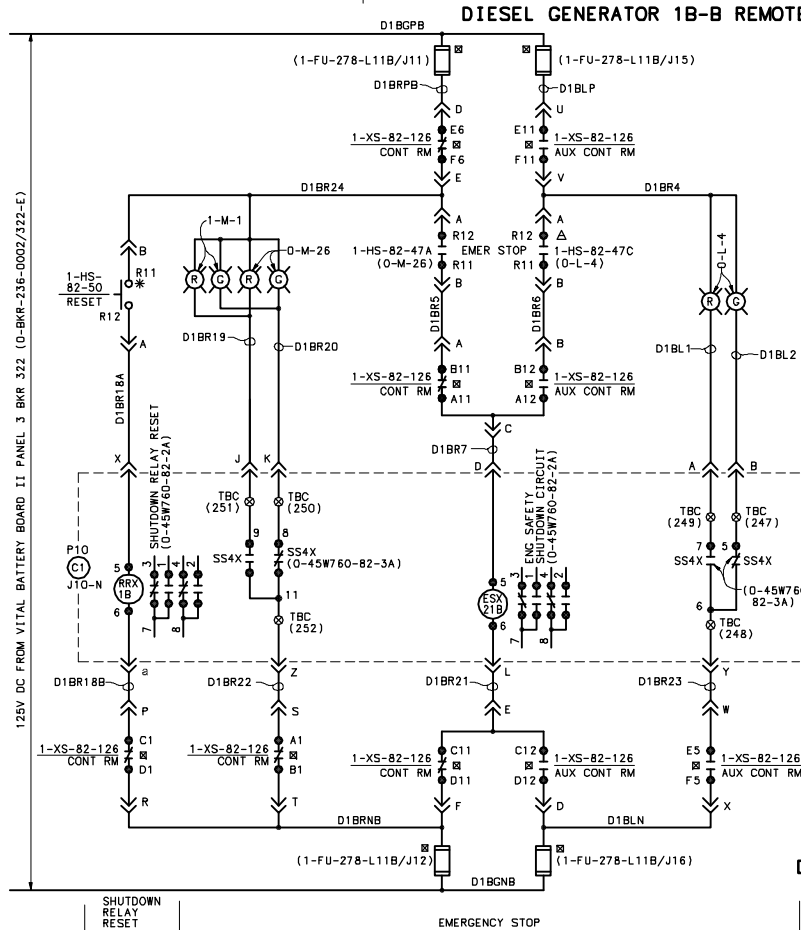 DIESEL GENERATOR 1B-B REMOTE
D1BGPB
(1-FU-278-L11B/J11)
(1-FU-278-L11B/J15)
D1BRPB
D1BLP
D
U
E6
E11
1-XS-82-126
CONT RM
1-XS-82-126
AUX CONT RM
F6
F11
E
V
D1BR24
D1BR4
125V DC FROM VITAL BATTERY BOARD II PANEL 3 BKR 322 (0-BKR-236-0002/322-E)
B
R11
1-HS-
82-50
RESET
R12
A
D1BR18A
1-M-1
0-M-26
R
G
R
G
D1BR19
D1BR20
A
A
R12
R12
1-HS-82-47A
(0-M-26)
EMER STOP
1-HS-82-47C
(0-L-4)
R11
R11
B
B
D1BR5
D1BR6
A
B
B11
B12
1-XS-82-126
CONT RM
1-XS-82-126
AUX CONT RM
A11
A12
C
D1BR7
0-L-4
R
G
D1BL1
D1BL2
X
J
K
D
A
B
SHUTDOWN RELAY RESET
(0-45W760-82-2A)
TBC
(251)
TBC
(250)
9
8
SS4X
SS4X
(0-45W760-82-3A)
11
TBC
(252)
P10
C1
J10-N
5
RRX
1B
6
3
1
4
2
7
8
ENG SAFETY
SHUTDOWN CIRCUIT
(0-45W760-82-2A)
5
ESX
21B
6
3
1
4
2
7
8
TBC
(249)
TBC
(247)
7
5
SS4X
SS4X
(0-45W76
82-3A)
6
TBC
(248)
a
Z
L
Y
D1BR18B
D1BR22
D1BR21
D1BR23
P
S
E
W
C1
A1
C11
C12
E5
1-XS-82-126
CONT RM
1-XS-82-126
CONT RM
1-XS-82-126
CONT RM
1-XS-82-126
AUX CONT RM
1-XS-82-126
AUX CONT RM
D1
B1
D11
D12
F5
R
T
F
D
X
D1BRNB
D1BLN
(1-FU-278-L11B/J12)
(1-FU-278-L11B/J16)
D1BGNB
SHUTDOWN
RELAY
RESET
EMERGENCY STOP